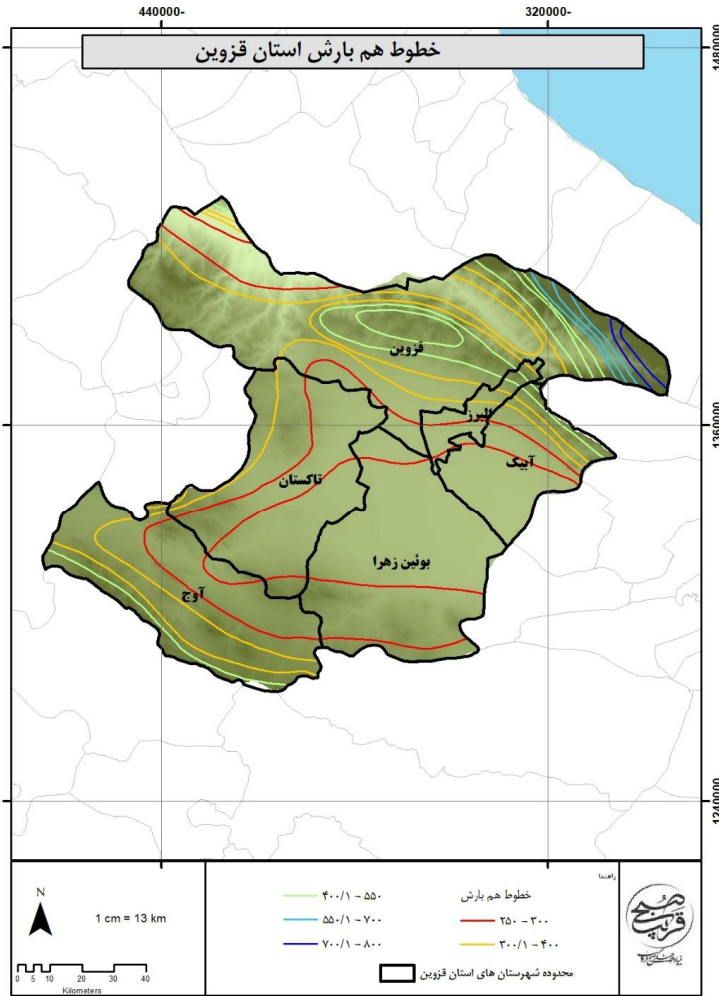 440000-
320000-
1480000
خطوط هم بارش استان قزوین
قزوین
البرز
1360000
آبیک
تاکستان
بوئین زهرا
آوج
1240000
راهنما
خطوط هم بارش
۲۵۰ - ۳۰۰
۳۰۰/۱ - ۴۰۰
۴۰۰/۱ - ۵۵۰
۵۵۰/۱ - ۷۰۰
۷۰۰/۱ - ۸۰۰
محدوده شهرستان های استان قزوین
N
1 cm = 13 km
0 5 10 20 30 40
Kilometers